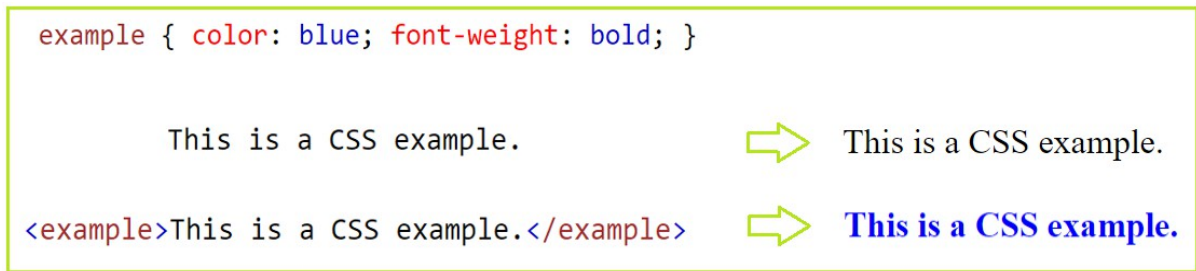 example { color: blue; font-weight: bold; }
This is a CSS example. This is a CSS example.
<example>This is a CSS example.</example> This is a CSS example.